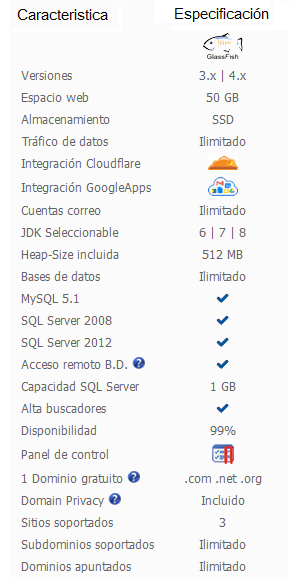 Caracteristica Especificación
GlassFish
Versiones 3.x | 4.x
Espacio web 50 GB
Almacenamiento SSD
Tráfico de datos Ilimitado
Integración Cloudflare
Integración GoogleApps
Cuentas correo Ilimitado
JDK Seleccionable 6 | 7 | 8
Heap-Size incluida 512 MB
Bases de datos Ilimitado
MySQL 5.1
SQL Server 2008
SQL Server 2012
Acceso remoto B.D. ?
Capacidad SQL Server 1 GB
Alta buscadores
Disponibilidad 99%
Panel de control
1 Dominio gratuito ? .com .net .org
Domain Privacy ? Incluido
Sitios soportados 3
Subdominios soportados Ilimitado
Dominios apuntados Ilimitado